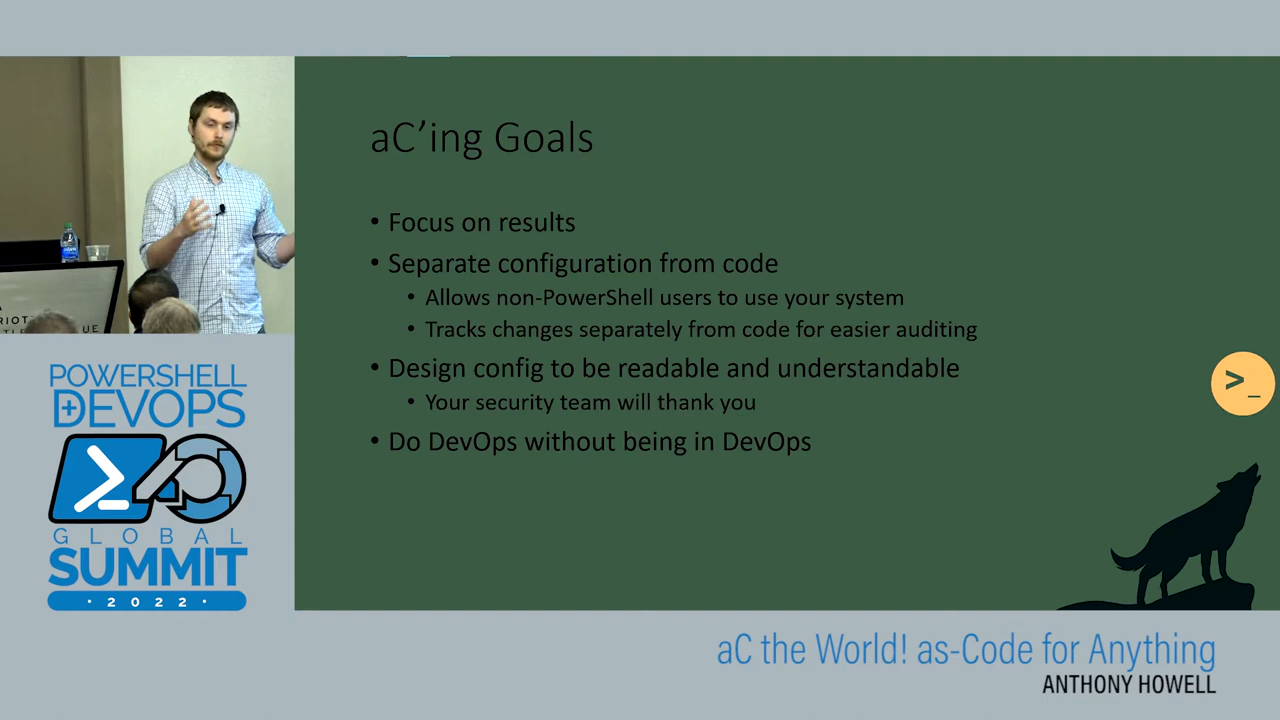 aC'ing Goals
• Focus on results
• Separate configuration from code
• Allows non-PowerShell users to use your system
• Tracks changes separately from code for easier auditing
• Design config to be readable and understandable
• Your security team will thank you
• Do DevOps without being in DevOps
>_
POWERSHELL
+DEVOPS
GLOBAL
SUMMIT
· 2022 ·
aC the World! as-Code for Anything
ANTHONY HOWELL